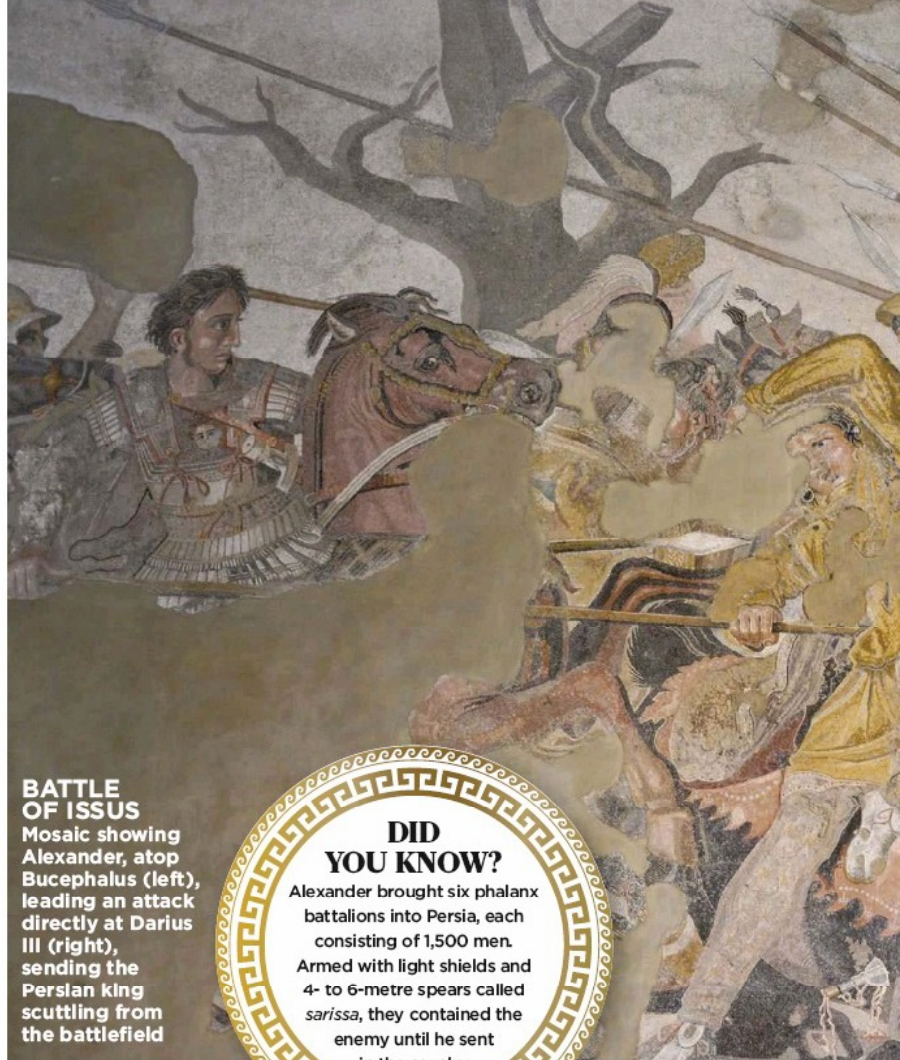 BATTLE
OF ISSUS
Mosaic showing
Alexander, atop
Bucephalus (left),
leading an attack
directly at Darius
III (right),
sending the
Persian king
scuttling from
the battlefield
DID
YOU KNOW?
Alexander brought six phalanx
battalions into Persia, each
consisting of 1,500 men.
Armed with light shields and
4- to 6-metre spears called
sarissa, they contained the
enemy until he sent